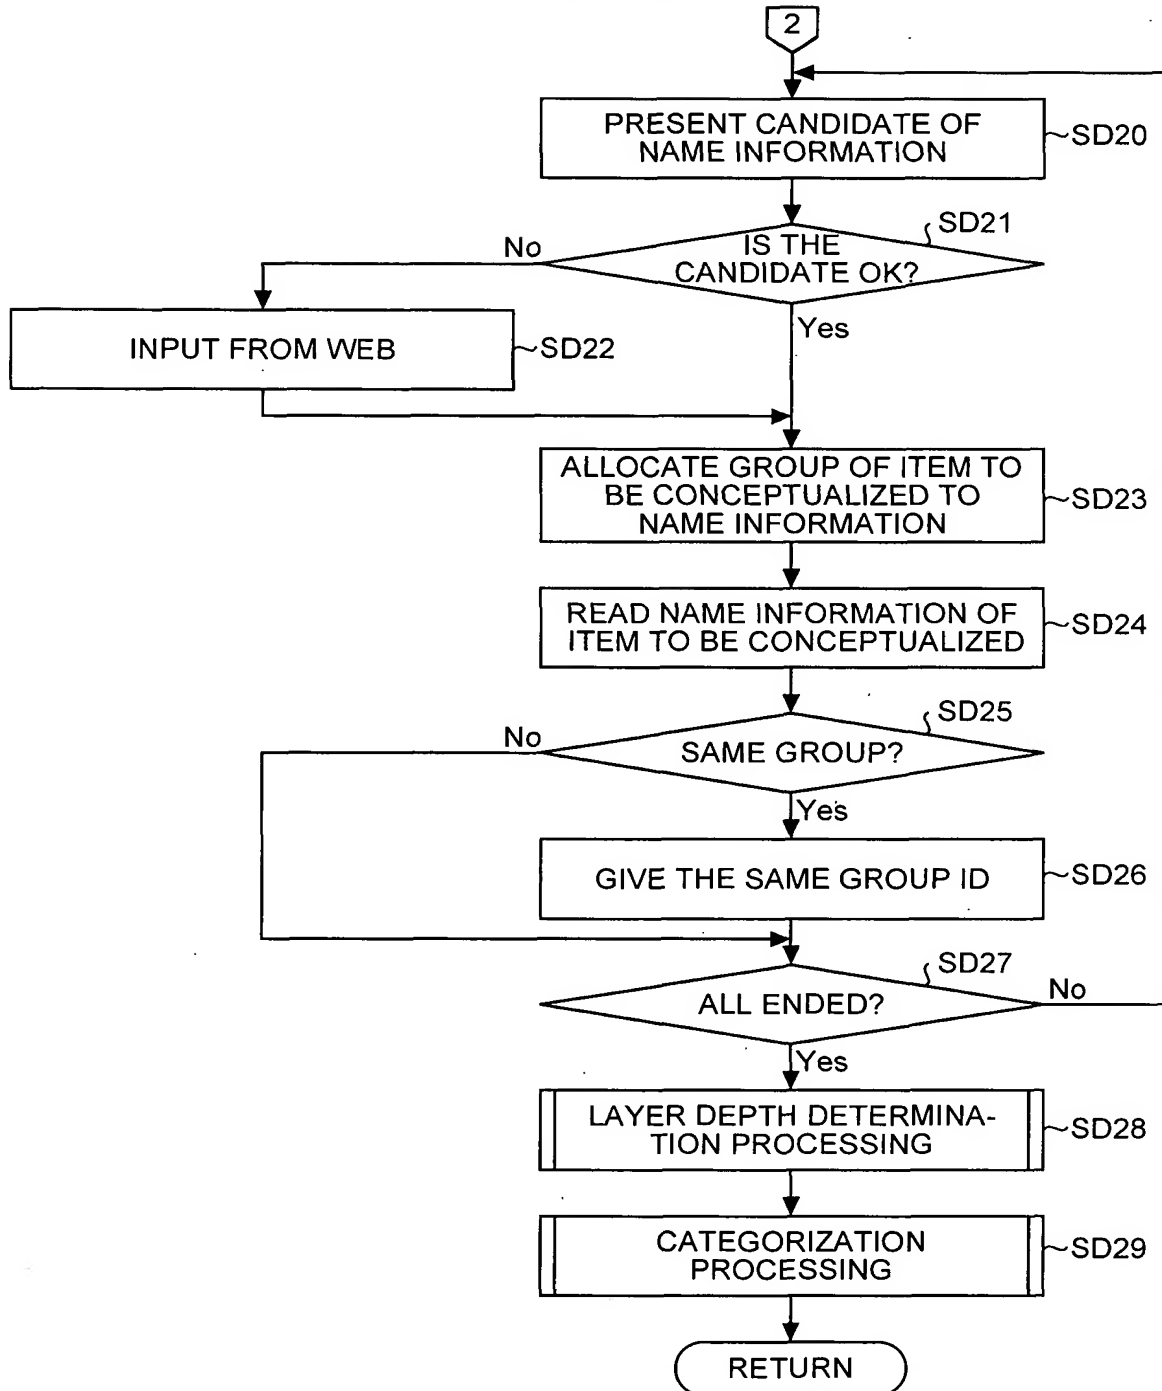 2
PRESENT CANDIDATE OF
NAME INFORMATION
SD20
SD21
No
IS THE
CANDIDATE OK?
Yes
INPUT FROM WEB
SD22
ALLOCATE GROUP OF ITEM TO
BE CONCEPTUALIZED TO
NAME INFORMATION
SD23
READ NAME INFORMATION OF
ITEM TO BE CONCEPTUALIZED
SD24
SD25
No
SAME GROUP?
Yes
GIVE THE SAME GROUP ID
SD26
SD27
ALL ENDED?
No
Yes
LAYER DEPTH DETERMINA-
TION PROCESSING
SD28
CATEGORIZATION
PROCESSING
SD29
RETURN